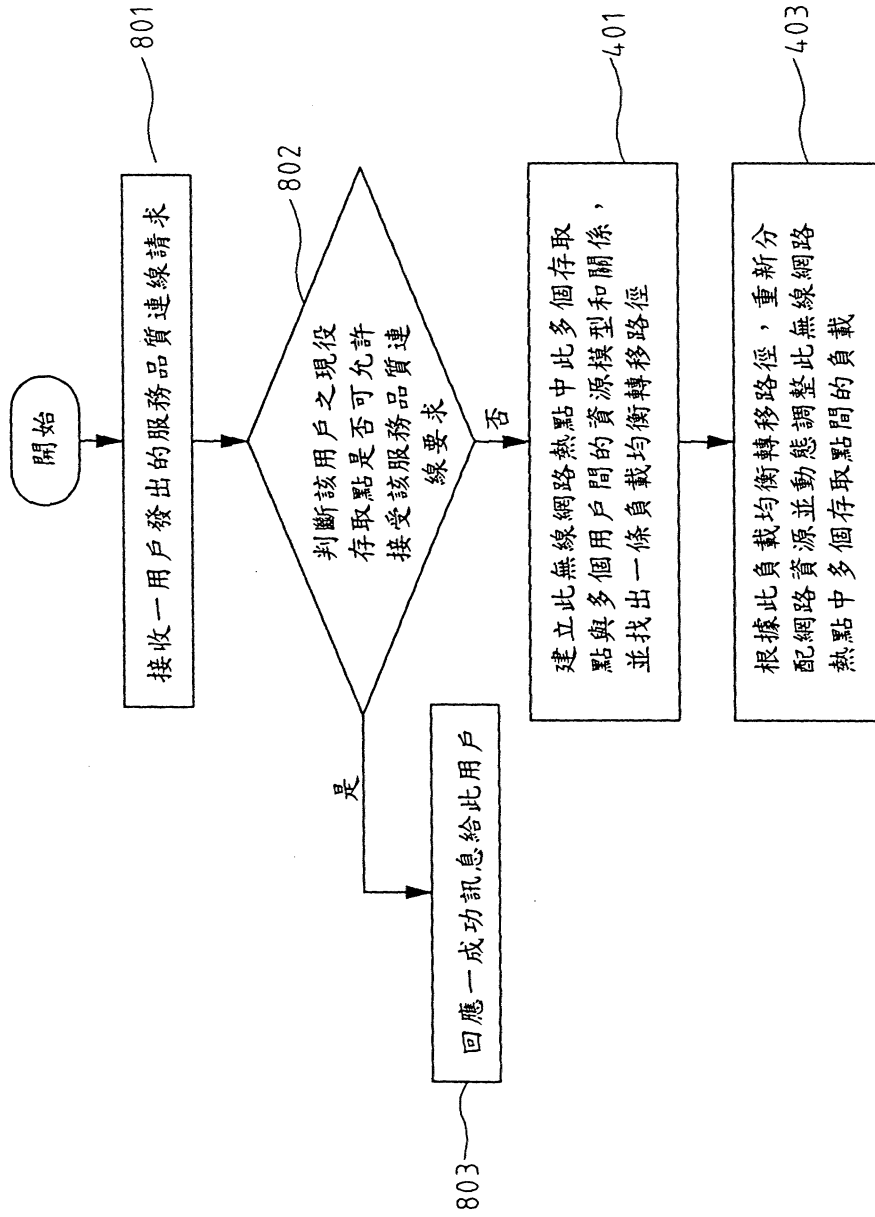 開始
接收一用戶發出的服務品質連線請求
801
判斷該用戶之現役
存取點是否可允許
接受該服務品質連
線要求
802
是
否
回應一成功訊息給此用戶
803
建立此無線網路熱點中此多個存取
點與多個用戶間的資源模型和關係，
並找出一條負載均衡轉移路徑
401
根據此負載均衡轉移路徑，重新分
配網路資源並動態調整此無線網路
熱點中多個存取點間的負載
403